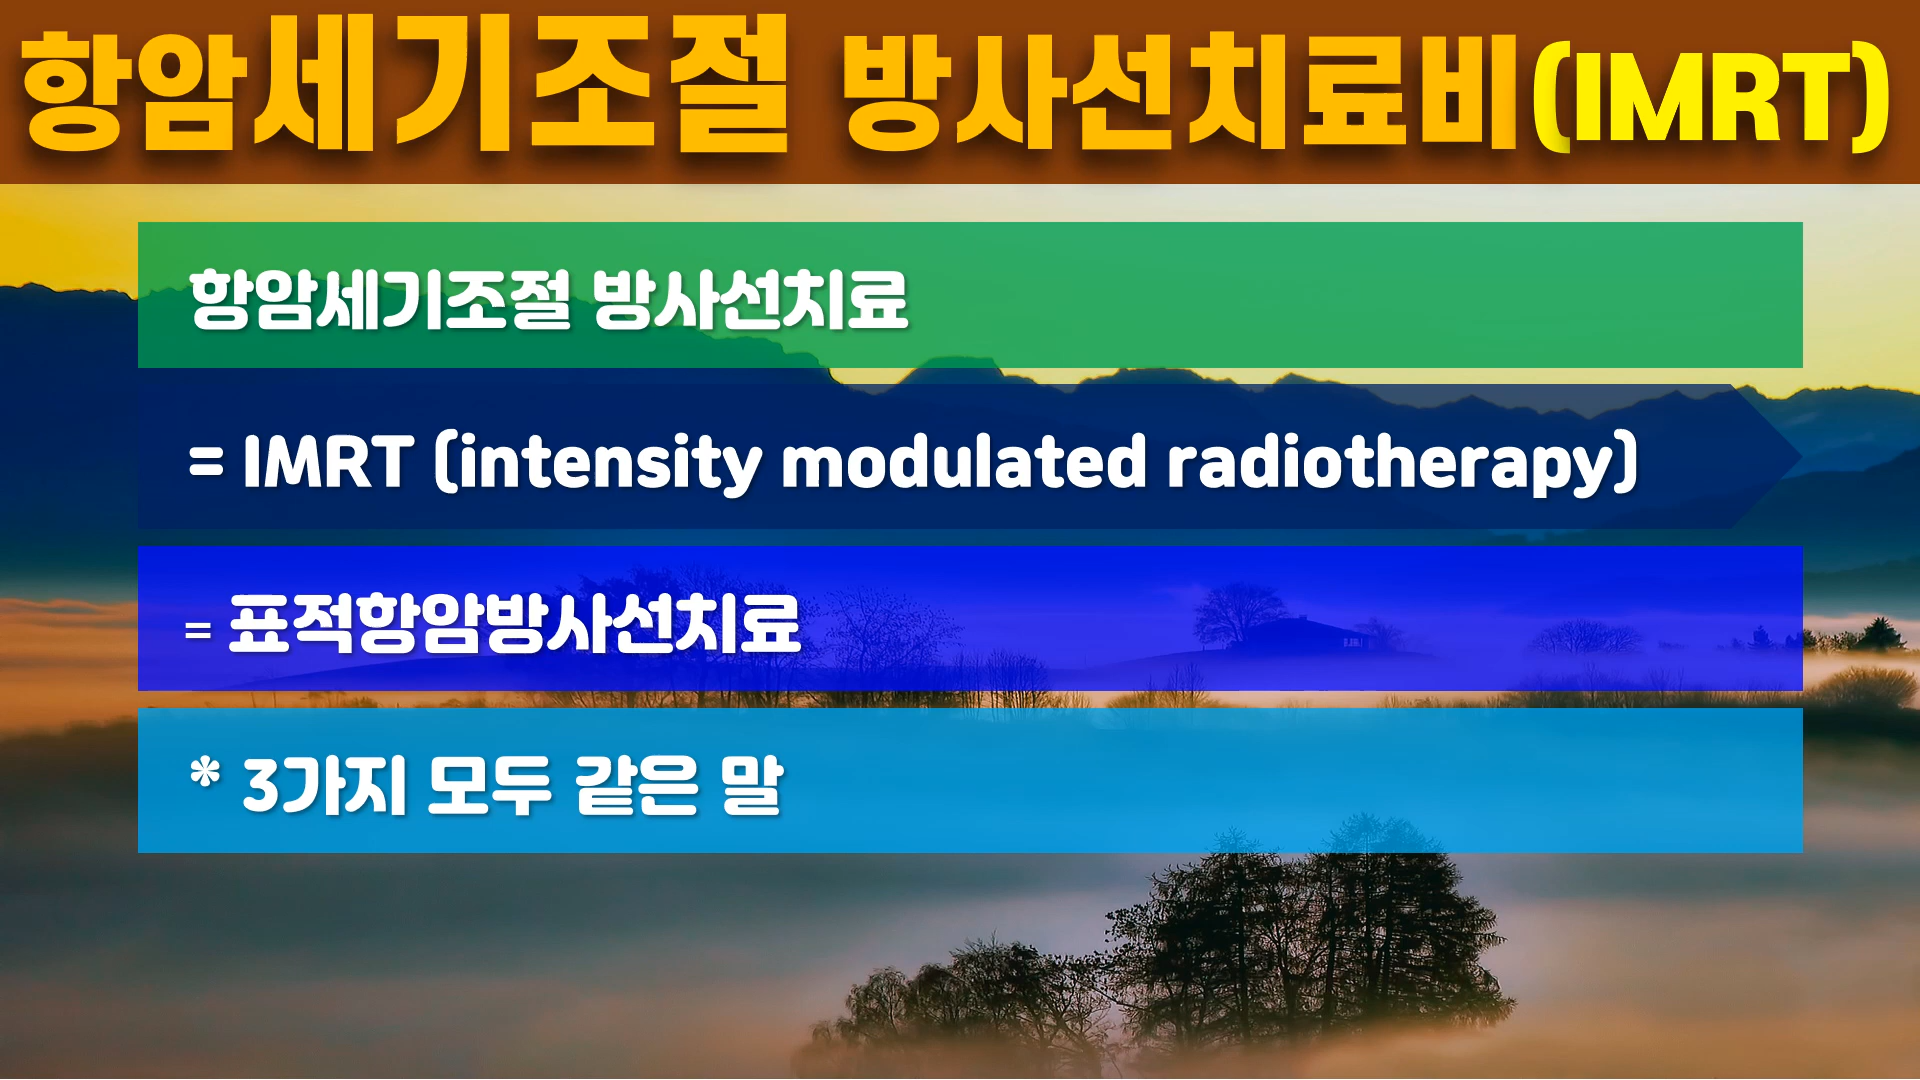 항암세기조절 방사선치료비(IMRT)
항암세기조절 방사선치료
= IMRT (intensity modulated radiotherapy)
= 표적항암방사선치료
* 3가지 모두 같은 말